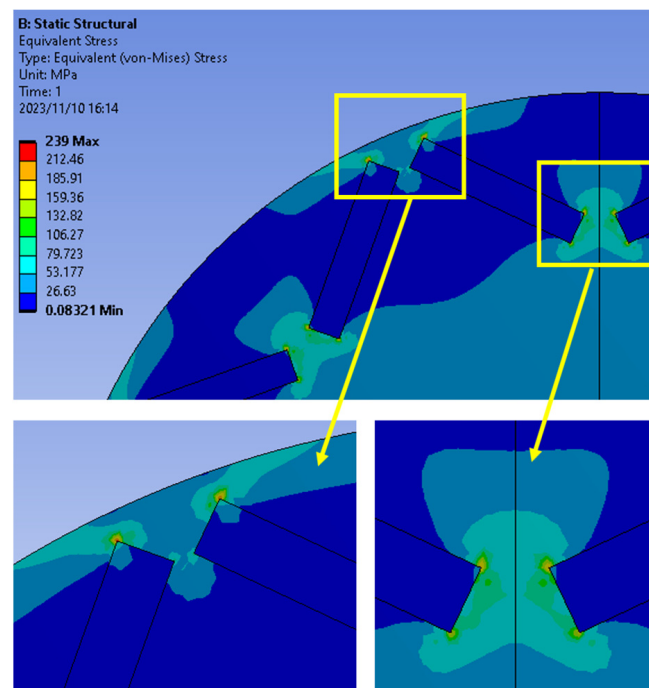 B: Static Structural
Equivalent Stress
Type: Equivalent (von-Mises) Stress
Unit: MPa
Time: 1
2023/11/10 16:14
239 Max
212.46
185.91
159.36
132.82
106.27
79.723
53.177
26.63
0.08321 Min